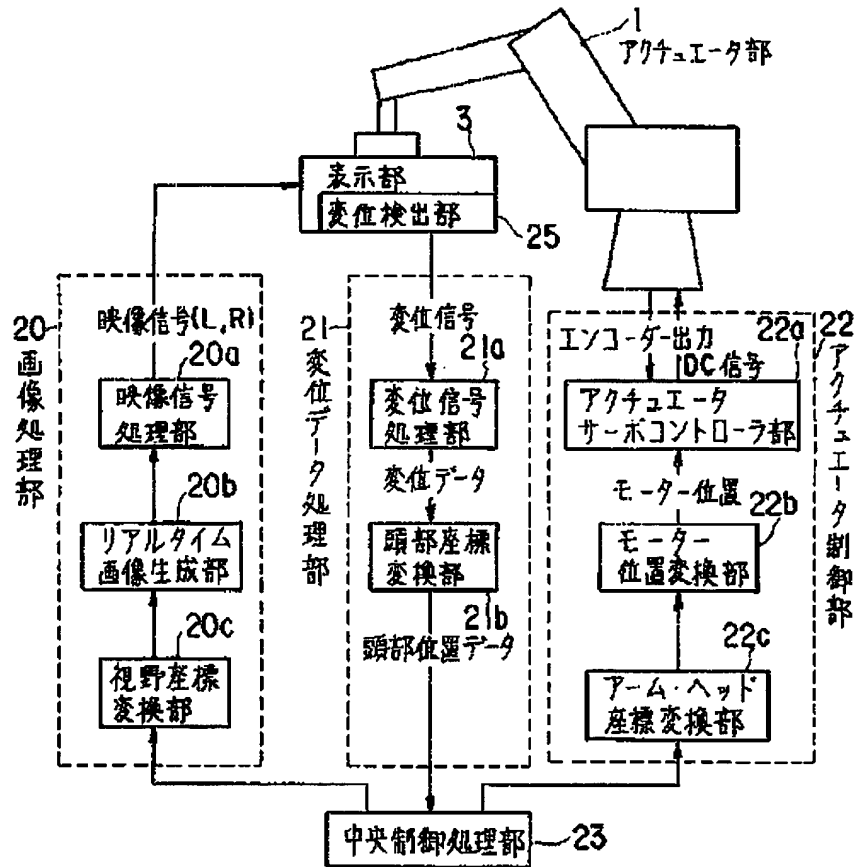 1
アクチュエータ部
3
表示部
変位検出部
25
20
画像処理部
映像信号(L,R)
20a
映像信号
処理部
20b
リアルタイム
画像生成部
20c
視野座標
変換部
21
変位データ処理部
変位信号
21a
変位信号
処理部
変位データ
頭部座標
変換部
21b
頭部位置データ
22
アクチュエータ制御部
エンコーダー出力
DC信号
22a
アクチュエータ
サーボコントローラ部
モーター位置
22b
モーター
位置変換部
22c
アーム・ヘッド
座標変換部
中央制御処理部
23